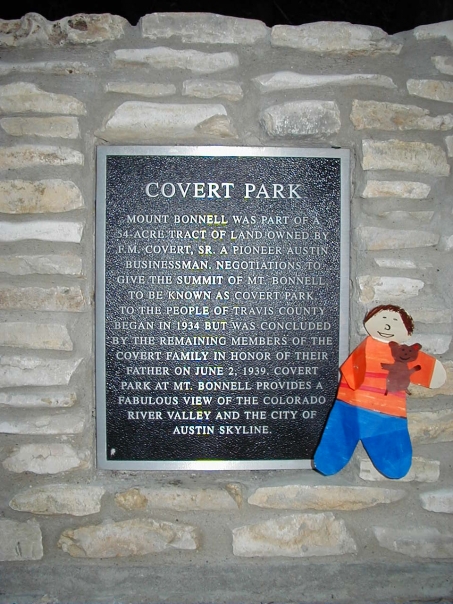 COVERT PARK
MOUNT BONNELL WAS PART OF A
54-ACRE TRACT OF LAND OWNED BY
F.M. COVERT, SR. A PIONEER AUSTIN
BUSINESSMAN. NEGOTIATIONS TO
GIVE THE SUMMIT OF MT. BONNELL
TO BE KNOWN AS COVERT PARK,
TO THE PEOPLE OF TRAVIS COUNTY
BEGAN IN 1934 BUT WAS CONCLUDED
BY THE REMAINING MEMBERS OF THE
COVERT FAMILY IN HONOR OF THEIR
FATHER ON JUNE 2, 1939. COVERT
PARK AT MT. BONNELL PROVIDES A
FABULOUS VIEW OF THE COLORADO
RIVER VALLEY AND THE CITY OF
AUSTIN SKYLINE.